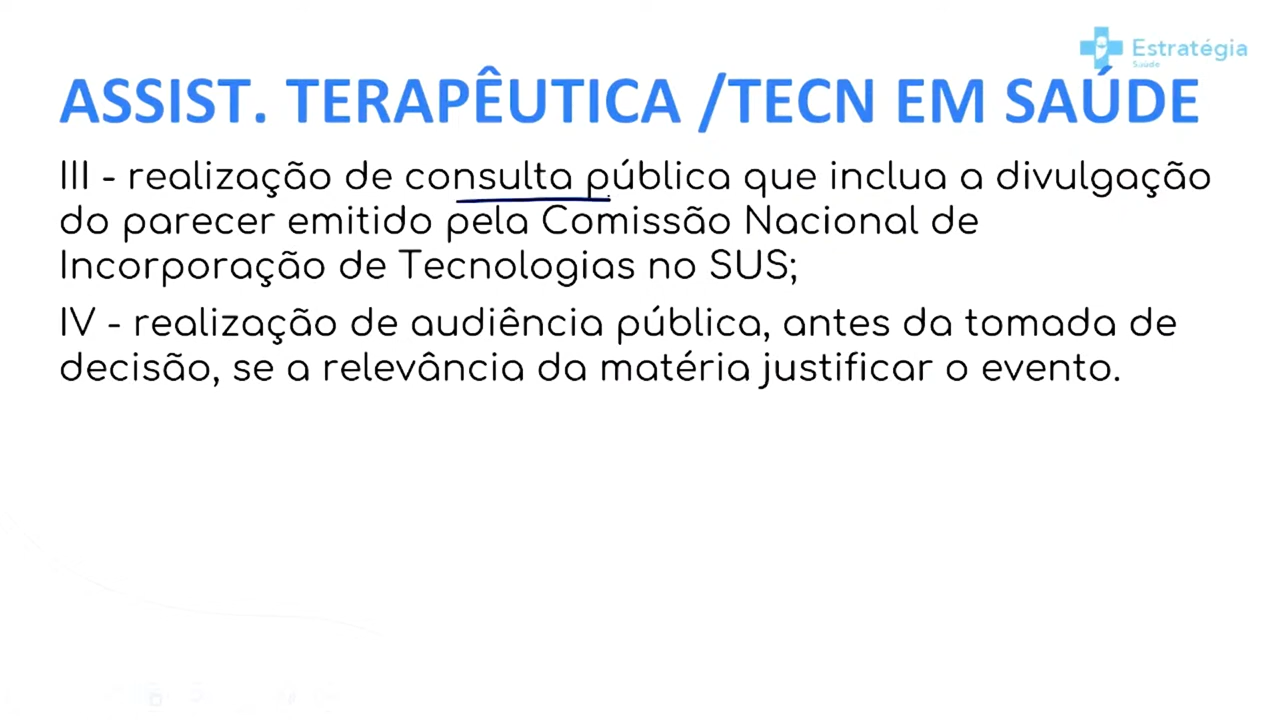 Estratégia
Saúde
ASSIST. TERAPÊUTICA /TECN EM SAÚDE
III - realização de consulta pública que inclua a divulgação
do parecer emitido pela Comissão Nacional de
Incorporação de Tecnologias no SUS;
IV - realização de audiência pública, antes da tomada de
decisão, se a relevância da matéria justificar o evento.